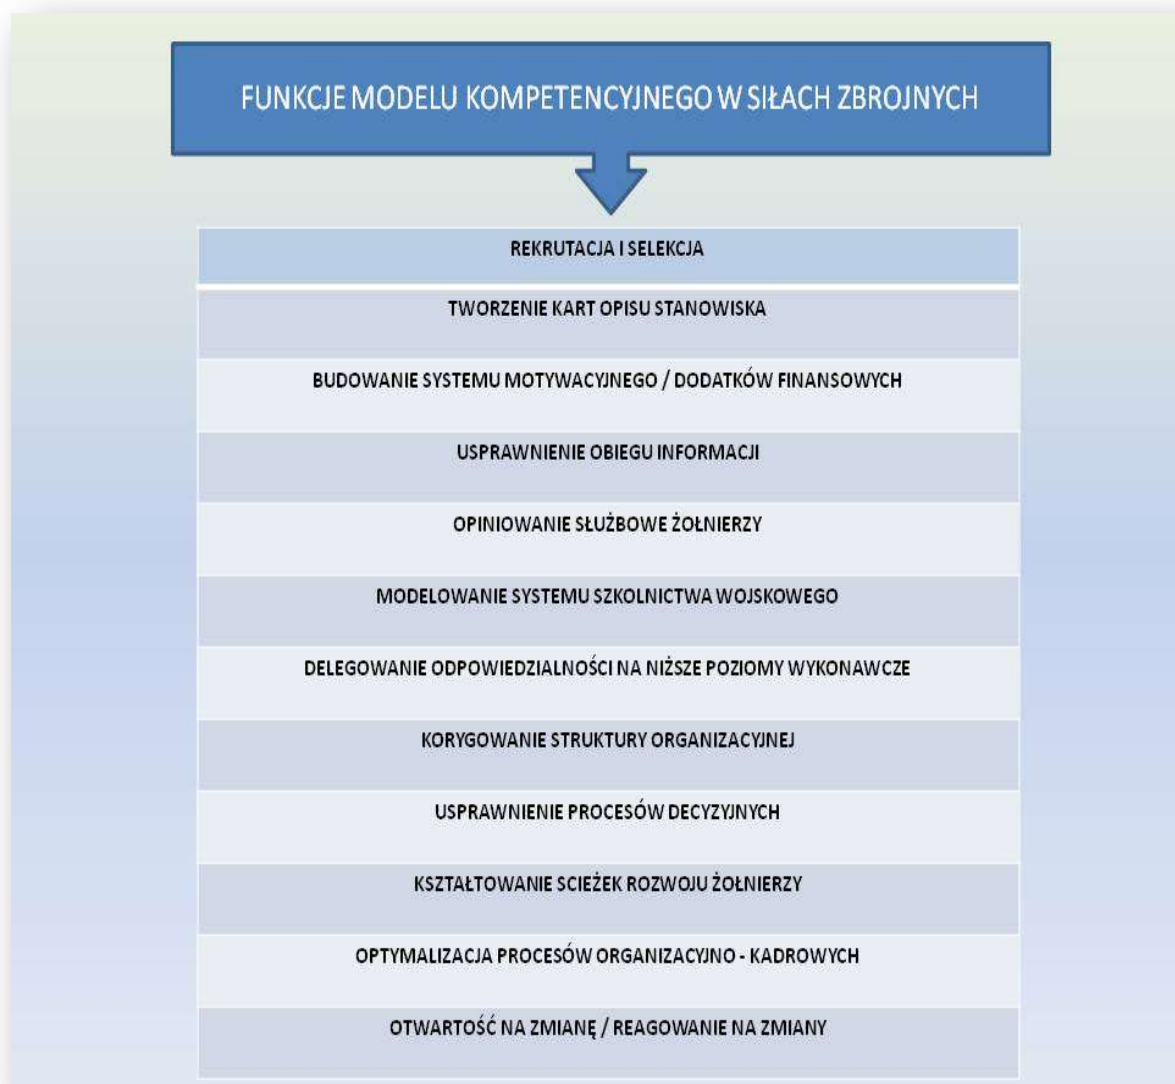 FUNKCJE MODELU KOMPETENCYJNEGO W SIŁACH ZBROJNYCH
REKRUTACJA I SELEKCJA
TWORZENIE KART OPISU STANOWISKA
BUDOWANIE SYSTEMU MOTYWACYJNEGO / DODATKÓW FINANSOWYCH
USPRAWNIENIE OBIEGU INFORMACJI
OPINIOWANIE SŁUŻBOWE ŻOŁNIERZY
MODELOWANIE SYSTEMU SZKOLNICTWA WOJSKOWEGO
DELEGOWANIE ODPOWIEDZIALNOŚCI NA NIŻSZE POZIOMY WYKONAWCZE
KORYGOWANIE STRUKTURY ORGANIZACYJNEJ
USPRAWNIENIE PROCESÓW DECYZYJNYCH
KSZTAŁTOWANIE SCIEŻEK ROZWOJU ŻOŁNIERZY
OPTYMALIZACJA PROCESÓW ORGANIZACYJNO - KADROWYCH
OTWARTOŚĆ NA ZMIANĘ / REAGOWANIE NA ZMIANY